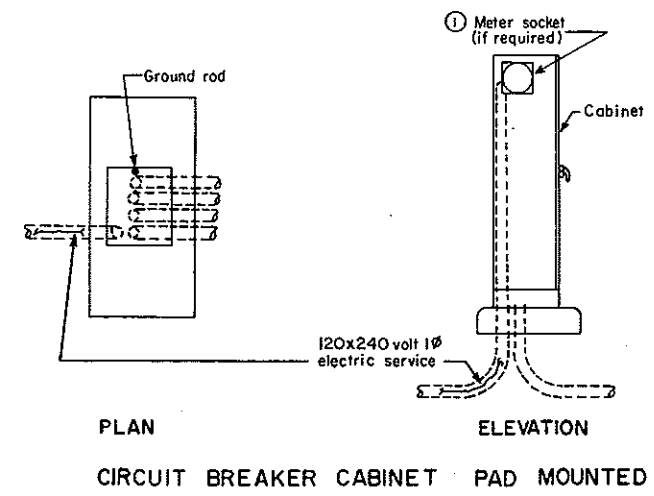 ① Meter socket
(if required)
Ground rod
Cabinet
120x240 volt 1Ø
electric service
PLAN
ELEVATION
CIRCUIT BREAKER CABINET PAD MOUNTED